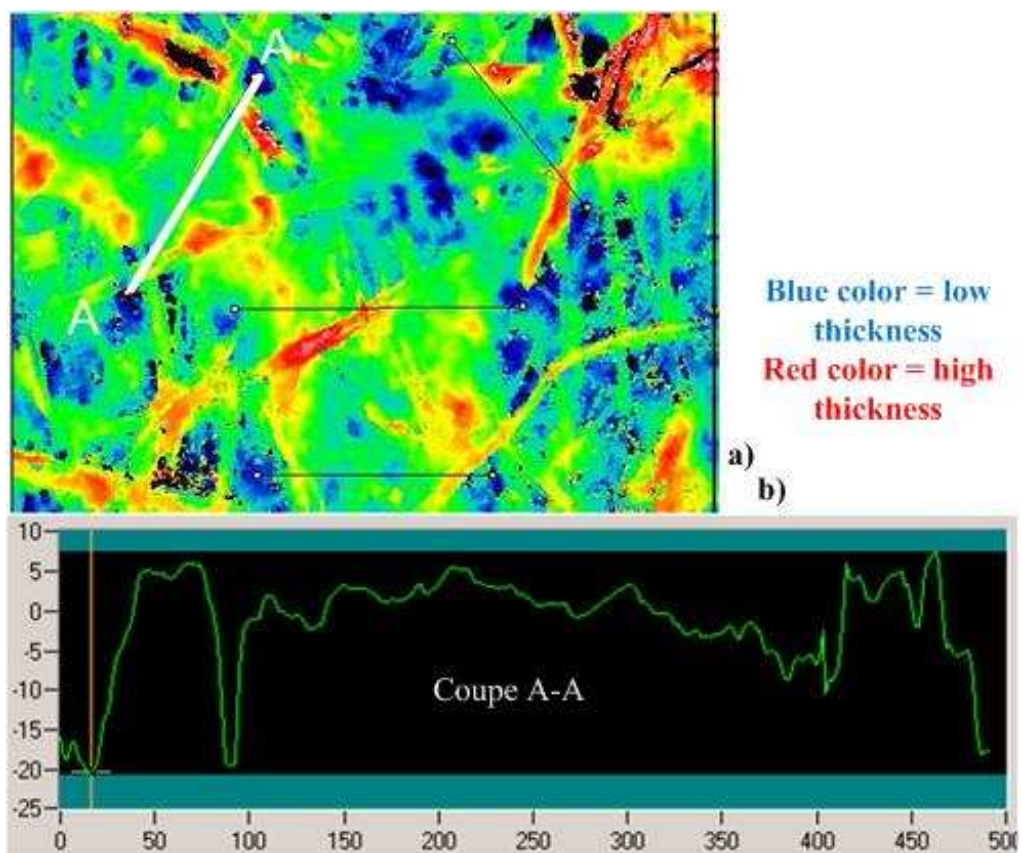 A
A
Blue color = low
thickness
Red color = high
thickness
a)
b)
10
5
0
-5
-10
-15
-20
-25
Coupe A-A
0 50 100 150 200 250 300 350 400 450 500